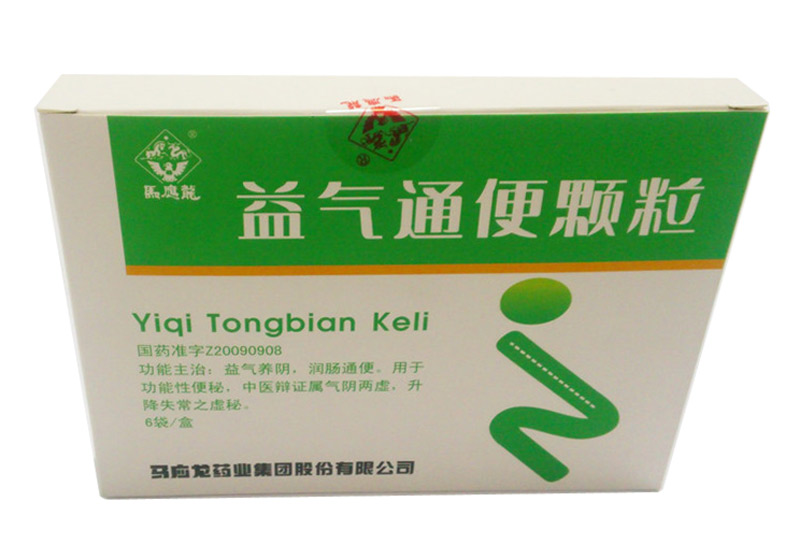 馬應龍
®
馬應龍
®
益气通便颗粒
Yiqi Tongbian Keli
国药准字Z20090908
功能主治：益气养阴，润肠通便。用于
功能性便秘，中医辩证属气阴两虚，升
降失常之虚秘。
6袋/盒
马应龙药业集团股份有限公司